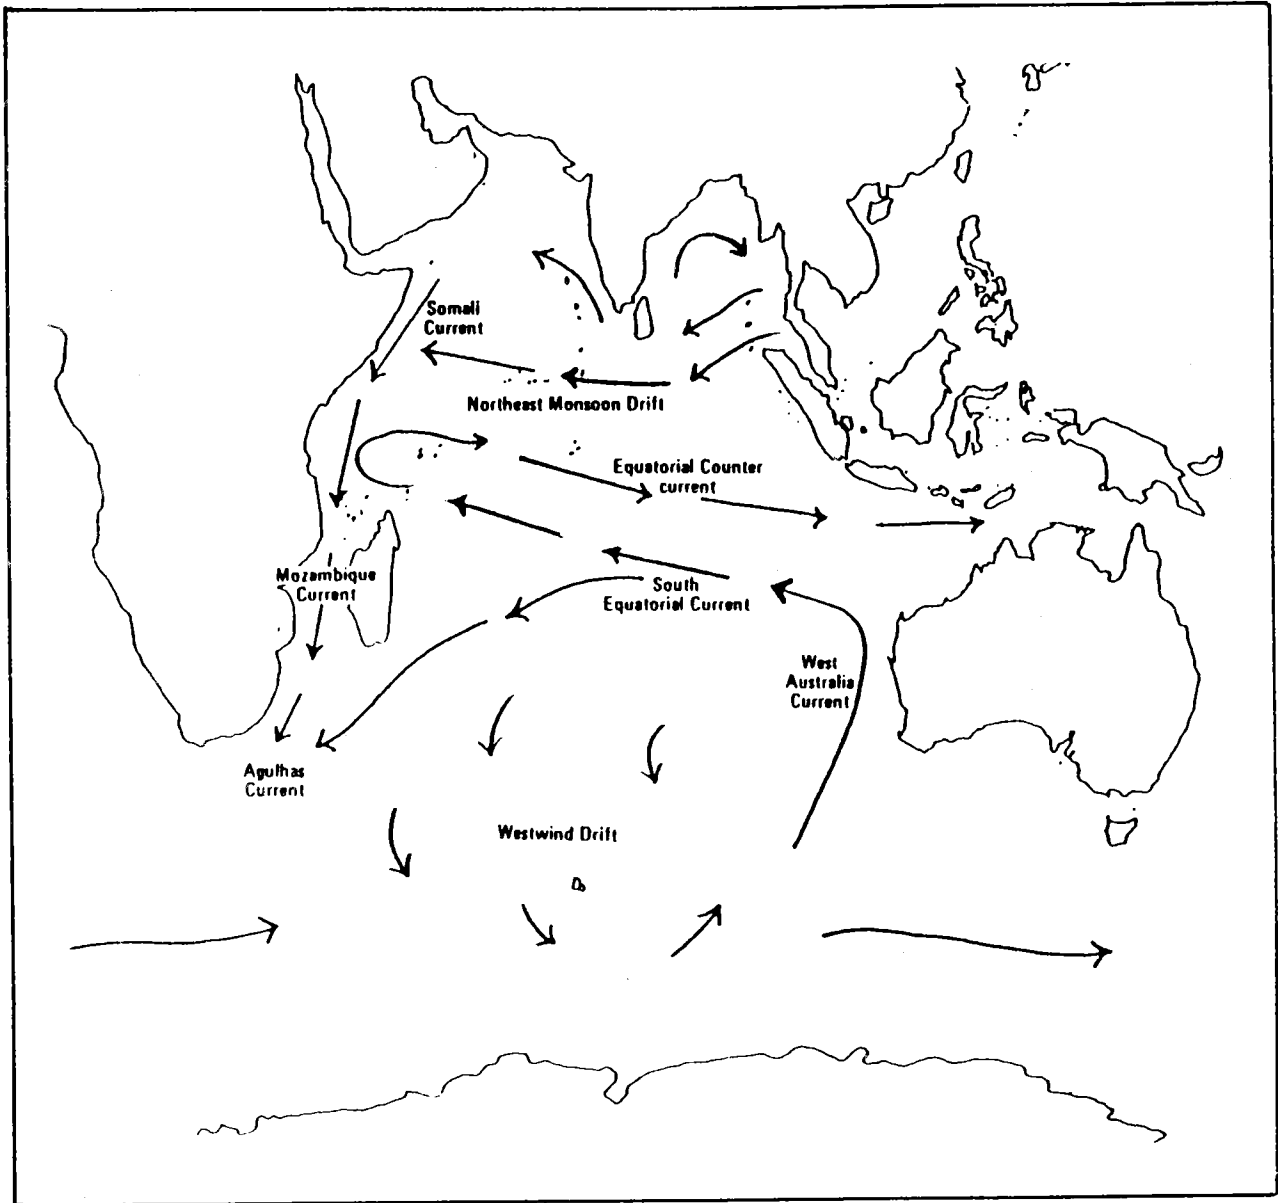 Somali
Current
Northeast Monsoon Drift
Equatorial Counter
current
Mozambique
Current
South
Equatorial Current
West
Australia
Current
Agulhas
Current
Westwind Drift